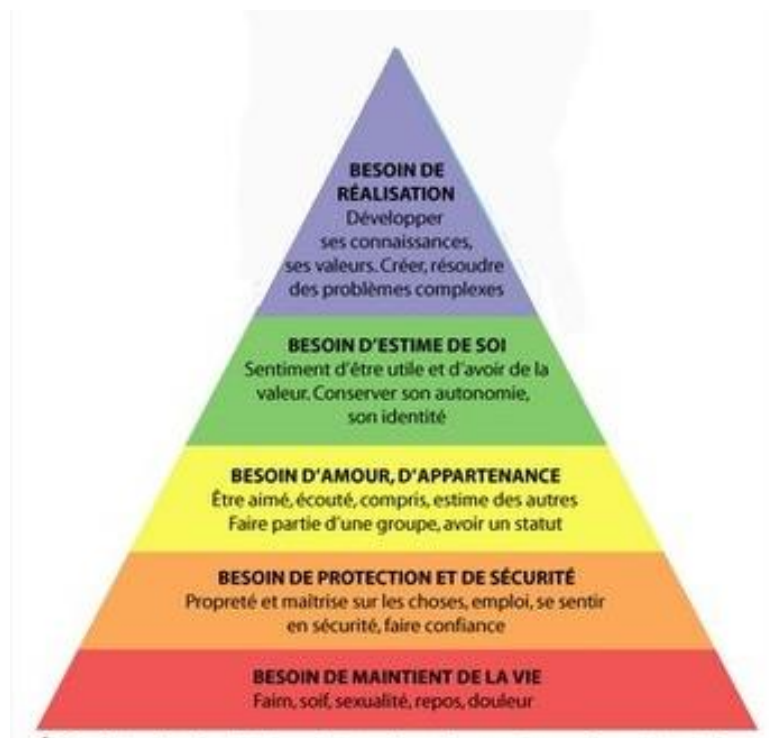 BESOIN DE
RÉALISATION
Développer
ses connaissances,
ses valeurs. Créer, résoudre
des problèmes complexes
BESOIN D'ESTIME DE SOI
Sentiment d'être utile et d'avoir de la
valeur. Conserver son autonomie,
son identité
BESOIN D'AMOUR, D'APPARTENANCE
Être aimé, écouté, compris, estime des autres
Faire partie d'une groupe, avoir un statut
BESOIN DE PROTECTION ET DE SÉCURITÉ
Propreté et maîtrise sur les choses, emploi, se sentir
en sécurité, faire confiance
BESOIN DE MAINTIENT DE LA VIE
Faim, soif, sexualité, repos, douleur